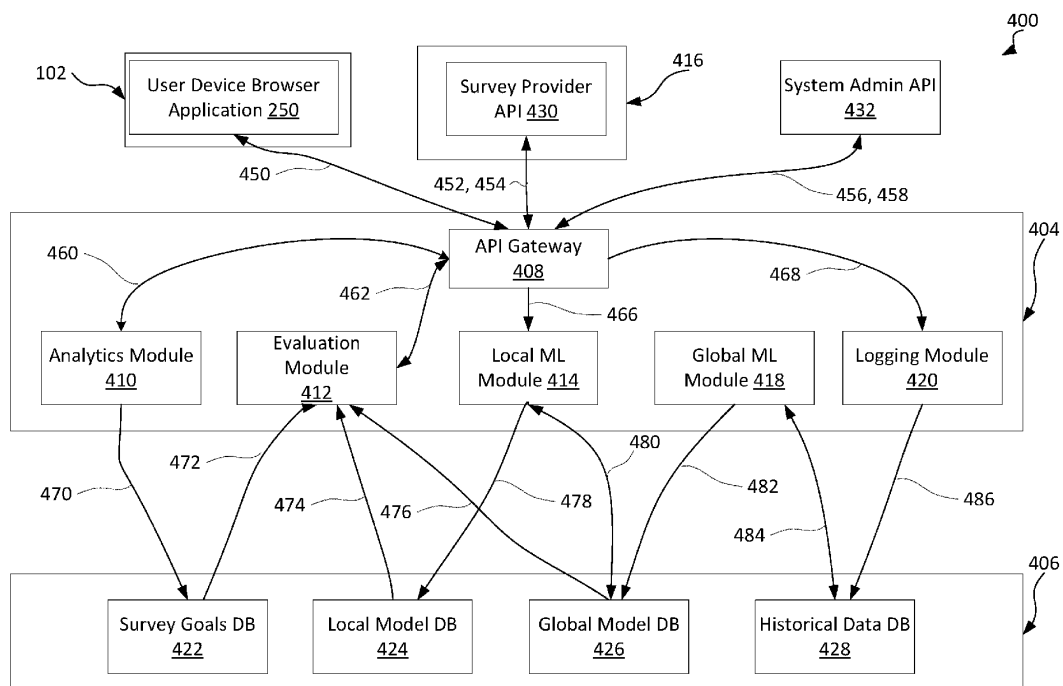 400
102
User Device Browser
Application 250
Survey Provider
API 430
416
System Admin API
432
450
452, 454
456, 458
404
API Gateway
408
460
462
466
468
Analytics Module
410
Evaluation
Module
412
Local ML
Module 414
Global ML
Module 418
Logging Module
420
470
472
474
476
478
480
482
484
486
406
Survey Goals DB
422
Local Model DB
424
Global Model DB
426
Historical Data DB
428